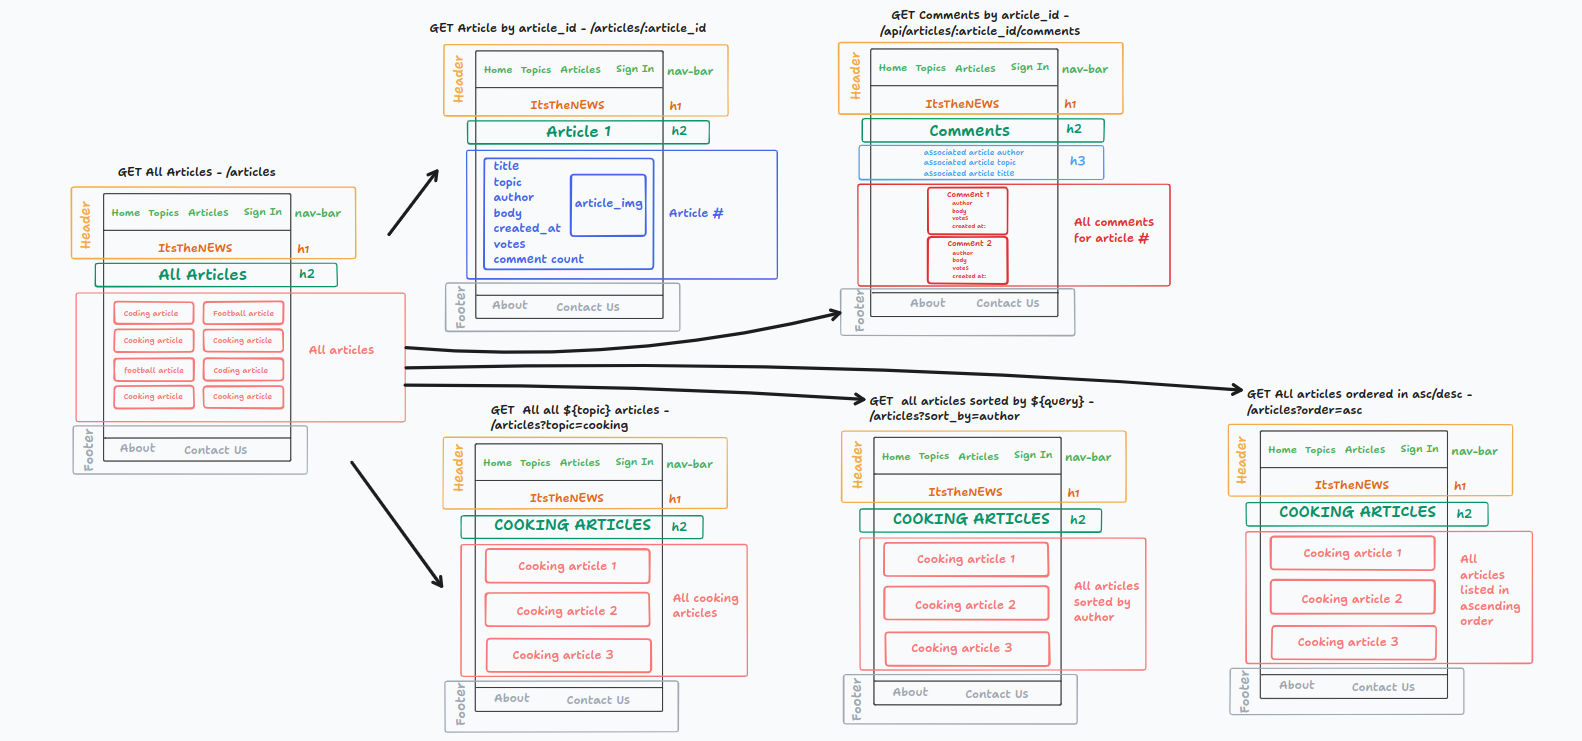 GET All Articles - /articles
Header
Home Topics Articles Sign In nav-bar
ItsTheNEWS h1
All Articles h2
Coding article Football article
Cooking article Cooking article
football article Coding article
Cooking article Cooking article
All articles
Footer
About Contact Us
GET Article by article_id - /articles/:article_id
Header
Home Topics Articles Sign In nav-bar
ItsTheNEWS h1
Article 1 h2
title
topic
author
body
created_at
votes
comment count
article_img
Article #
Footer
About Contact Us
GET Comments by article_id -
/api/articles/:article_id/comments
Header
Home Topics Articles Sign In nav-bar
ItsTheNEWS h1
Comments h2
associated article author
associated article topic
associated article title
h3
Comment 1
author
body
votes
created at:
Comment 2
author
body
votes
created at:
All comments
for article #
Footer
About Contact Us
GET All all ${topic} articles -
/articles?topic=cooking
Header
Home Topics Articles Sign In nav-bar
ItsTheNEWS h1
COOKING ARTICLES h2
Cooking article 1
Cooking article 2
Cooking article 3
All cooking
articles
Footer
About Contact Us
GET all articles sorted by ${query} -
/articles?sort_by=author
Header
Home Topics Articles Sign In nav-bar
ItsTheNEWS h1
COOKING ARTICLES h2
Cooking article 1
Cooking article 2
Cooking article 3
All articles
sorted by
author
Footer
About Contact Us
GET All articles ordered in asc/desc -
/articles?order=asc
Header
Home Topics Articles Sign In nav-bar
ItsTheNEWS h1
COOKING ARTICLES h2
Cooking article 1
Cooking article 2
Cooking article 3
All
articles
listed in
ascending
order
Footer
About Contact Us